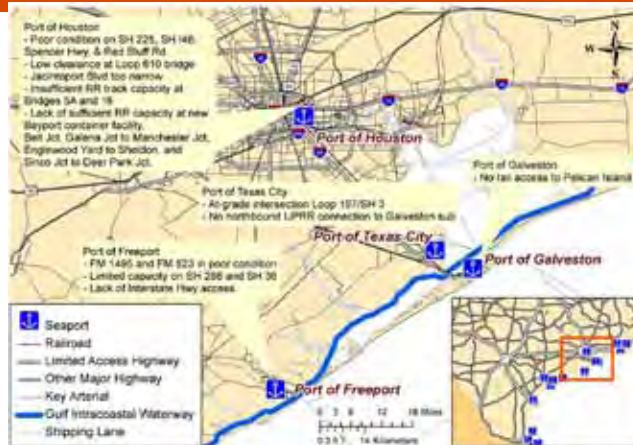 Port of Houston
- Poor condition on SH 225, SH 146,
Spencer Hwy, & Red Bluff Rd.
- Low clearance at Loop 610 bridge
- Jacintoport Blvd too narrow
- Insufficient RR track capacity at
Bridges 5A and 16
- Lack of sufficient RR capacity at new
Bayport container facility,
Belt Jct, Galena Jct to Manchester Jct,
Englewood Yard to Sheldon, and
Sinco Jct to Deer Park Jct.
N
W
S
Port of Houston
Port of Galveston
- No rail access to Pelican Island
Port of Texas City
- At-grade intersection Loop 197/SH 3
- No northbound UPRR connection to Galveston sub
Port of Texas City
Port of Galveston
Port of Freeport
- FM 1495 and FM 523 in poor condition
- Limited capacity on SH 288 and SH 36
- Lack of Interstate Hwy access
Seaport
Railroad
Limited Access Highway
Other Major Highway
Key Arterial
Gulf Intracoastal Waterway
Shipping Lane
Port of Freeport
Miles
Kilometers